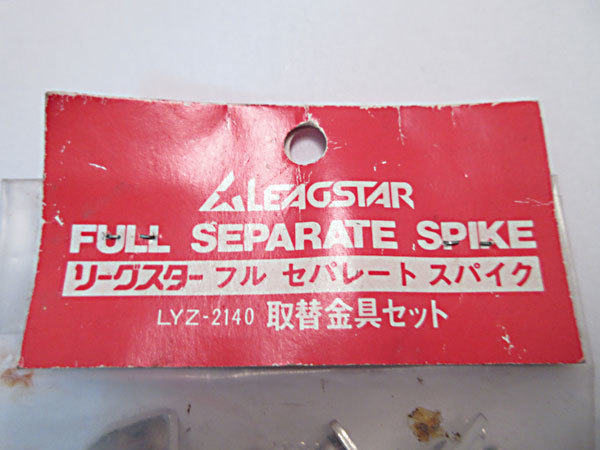 LEAGSTAR
FULL SEPARATE SPIKE
リーグスター フル セパレート スパイク
LYZ-2140 取替金具セット